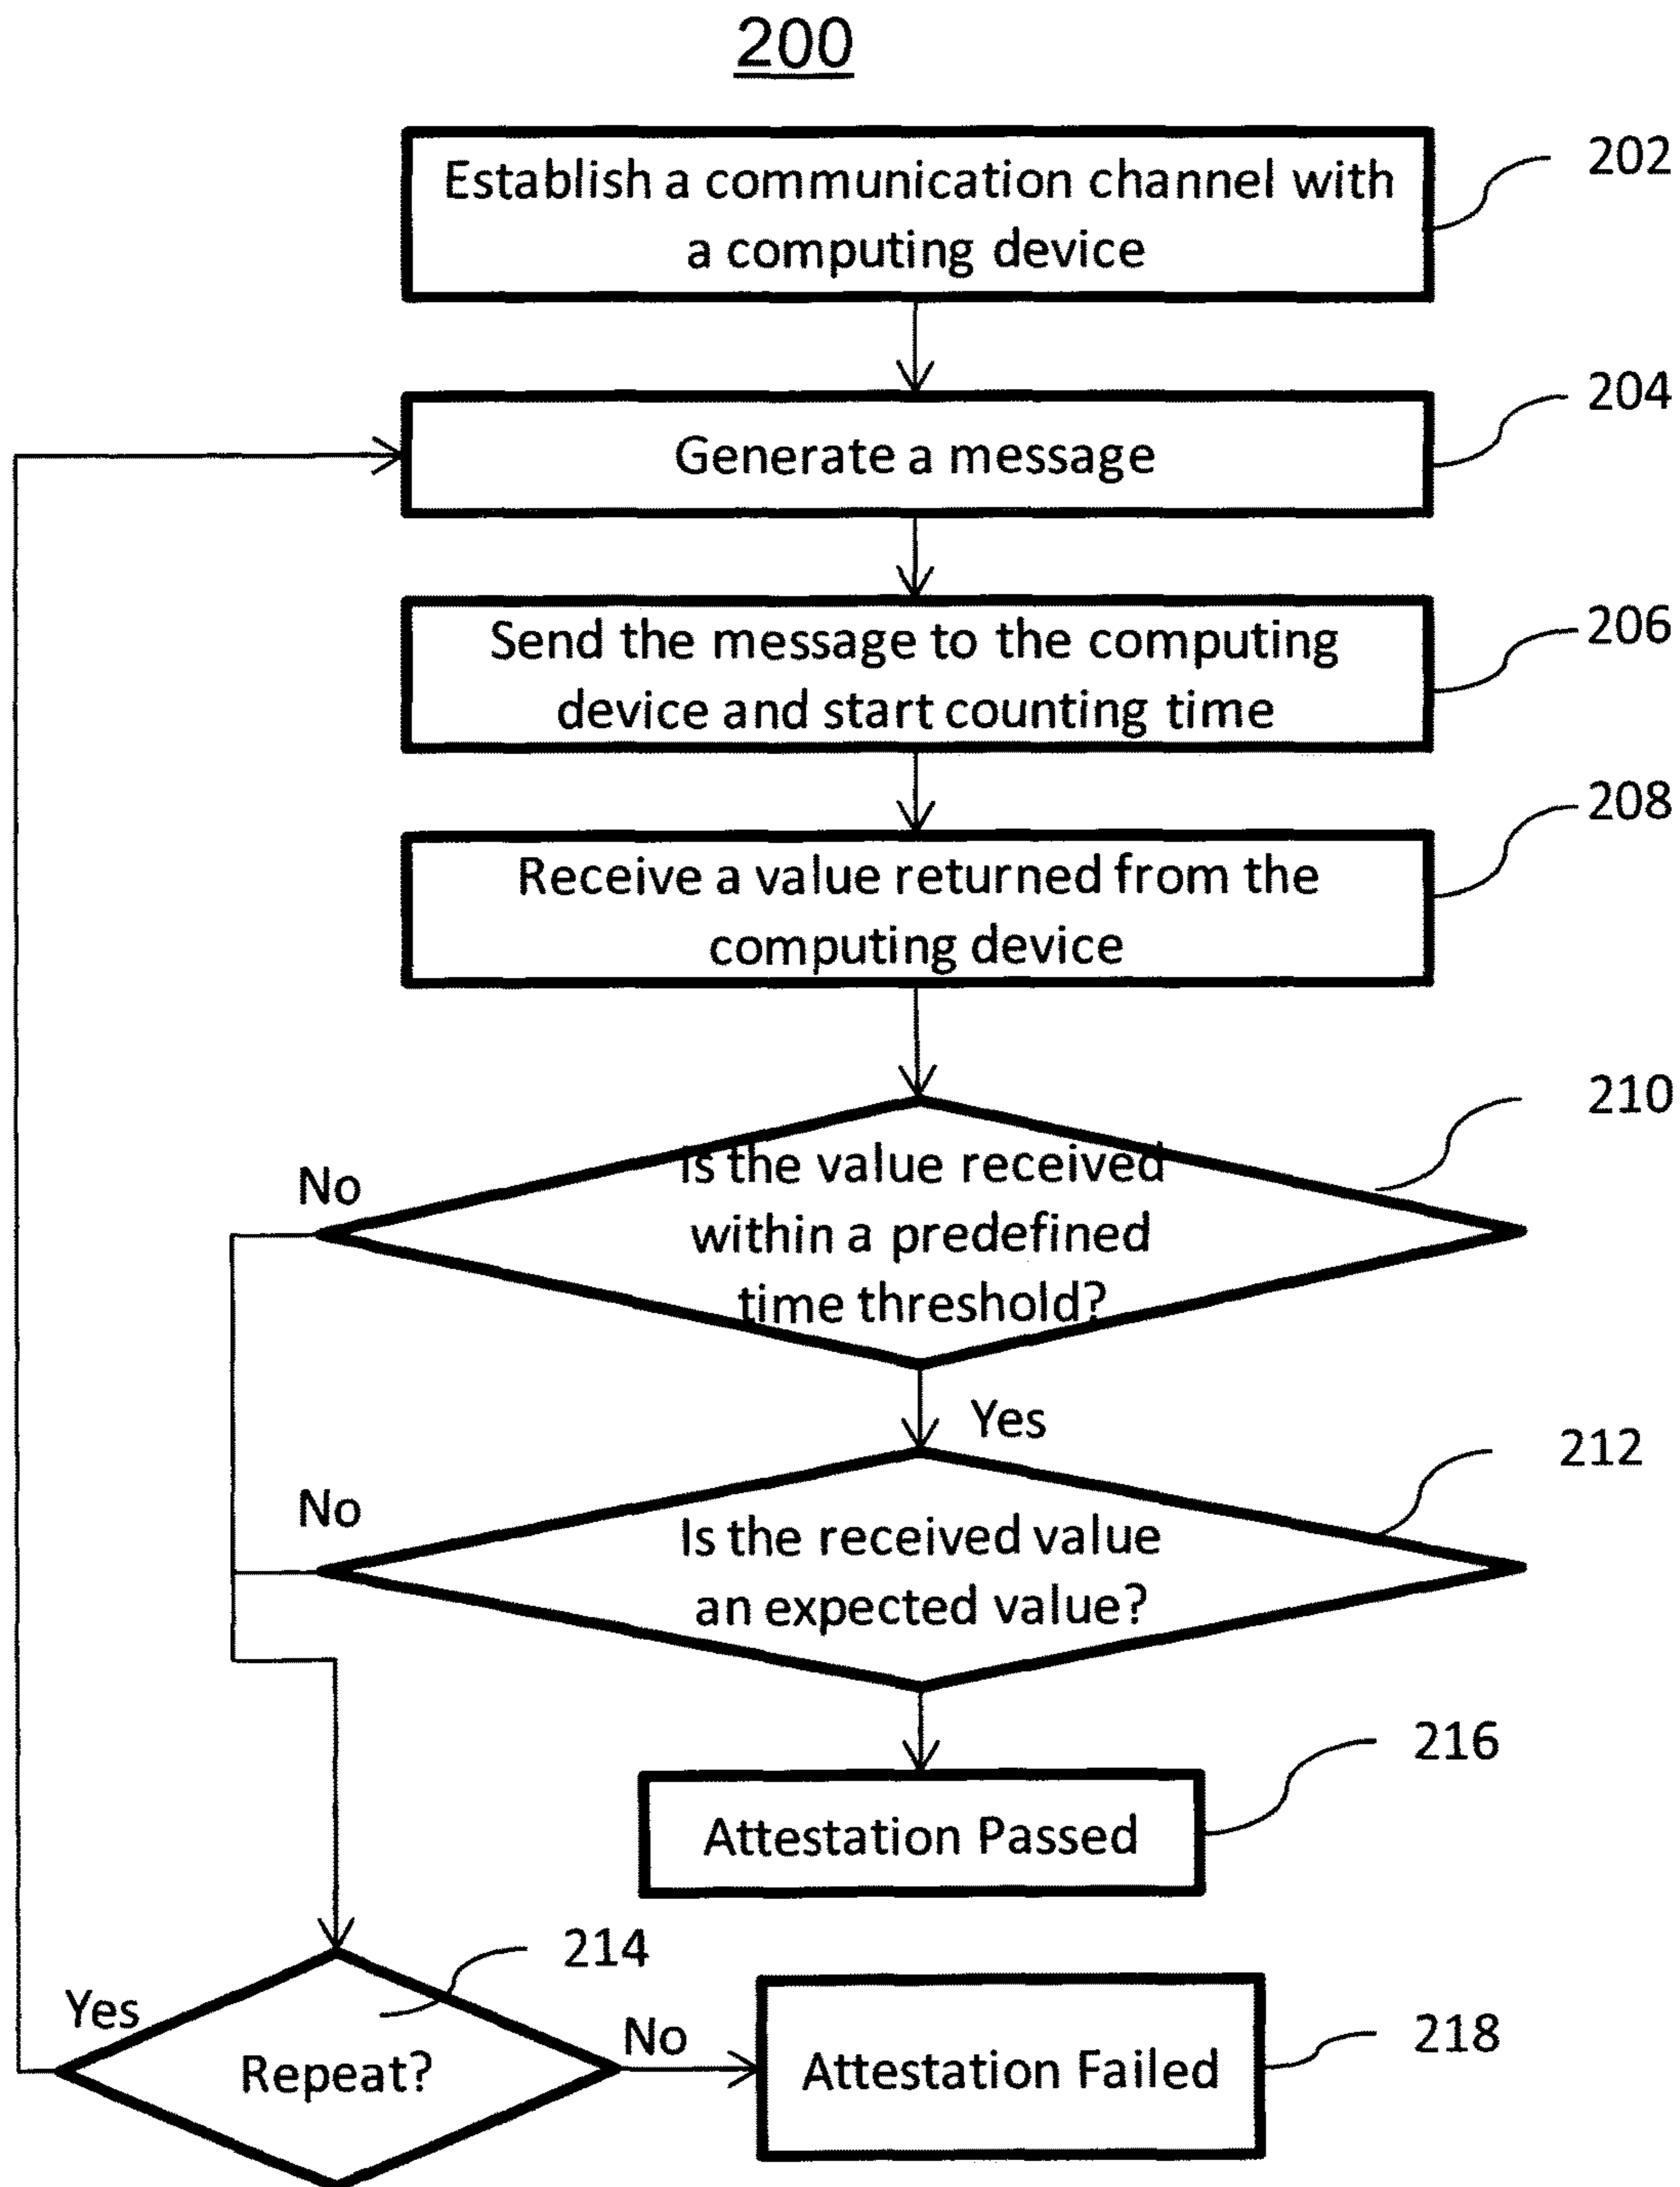 200
Establish a communication channel with
a computing device
202
Generate a message
204
Send the message to the computing
device and start counting time
206
Receive a value returned from the
computing device
208
Is the value received
within a predefined
time threshold?
210
No
Yes
Is the received value
an expected value?
212
No
Attestation Passed
216
Repeat?
214
Yes
No
Attestation Failed
218